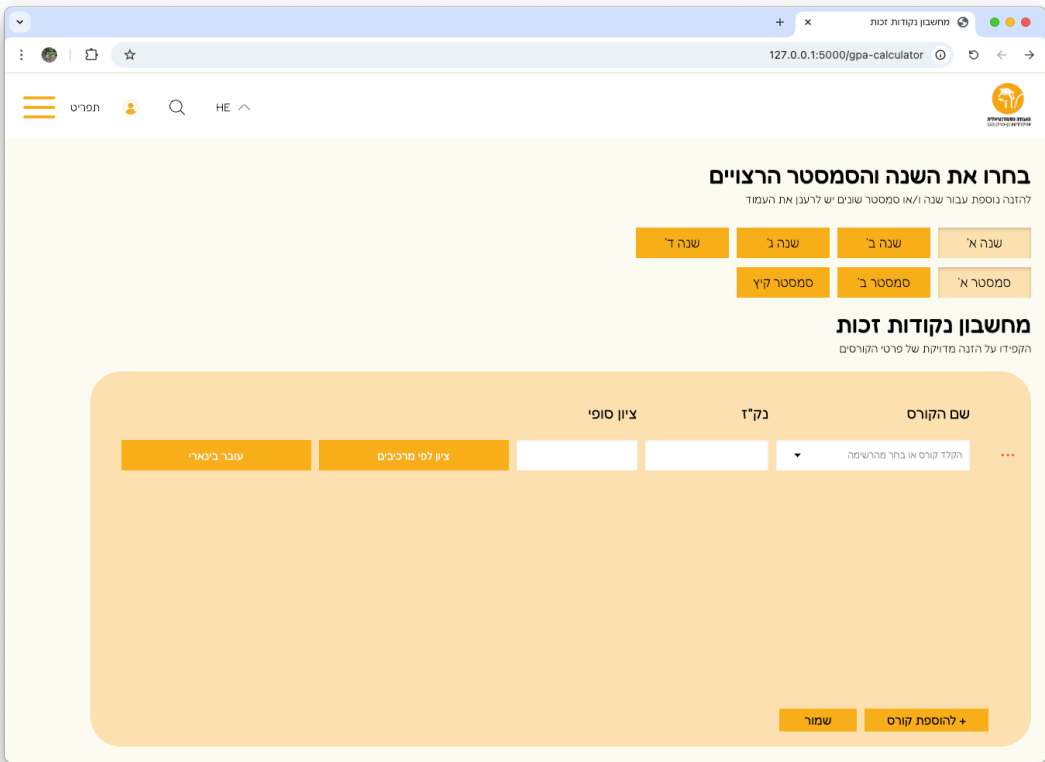 מחשבון נקודות זכות
127.0.0.1:5000/gpa-calculator
HE
תפריט
בחרו את השנה והסמסטר הרצויים
להזנה נוספת עבור שנה ו/או סמסטר שונים יש לרענן את העמוד
שנה א' שנה ב' שנה ג' שנה ד'
סמסטר א' סמסטר ב' סמסטר קיץ
מחשבון נקודות זכות
הקפידו על הזנה מדויקת של פרטי הקורסים
שם הקורס נק"ז ציון סופי
הקלד קורס או בחר מהרשימה ציון לפי מרכיבים עובר בינארי
+ להוספת קורס שמור